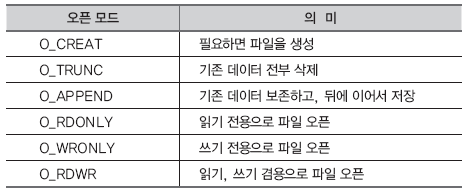 오픈 모드 의 미
O_CREAT 필요하면 파일을 생성
O_TRUNC 기존 데이터 전부 삭제
O_APPEND 기존 데이터 보존하고, 뒤에 이어서 저장
O_RDONLY 읽기 전용으로 파일 오픈
O_WRONLY 쓰기 전용으로 파일 오픈
O_RDWR 읽기, 쓰기 겸용으로 파일 오픈